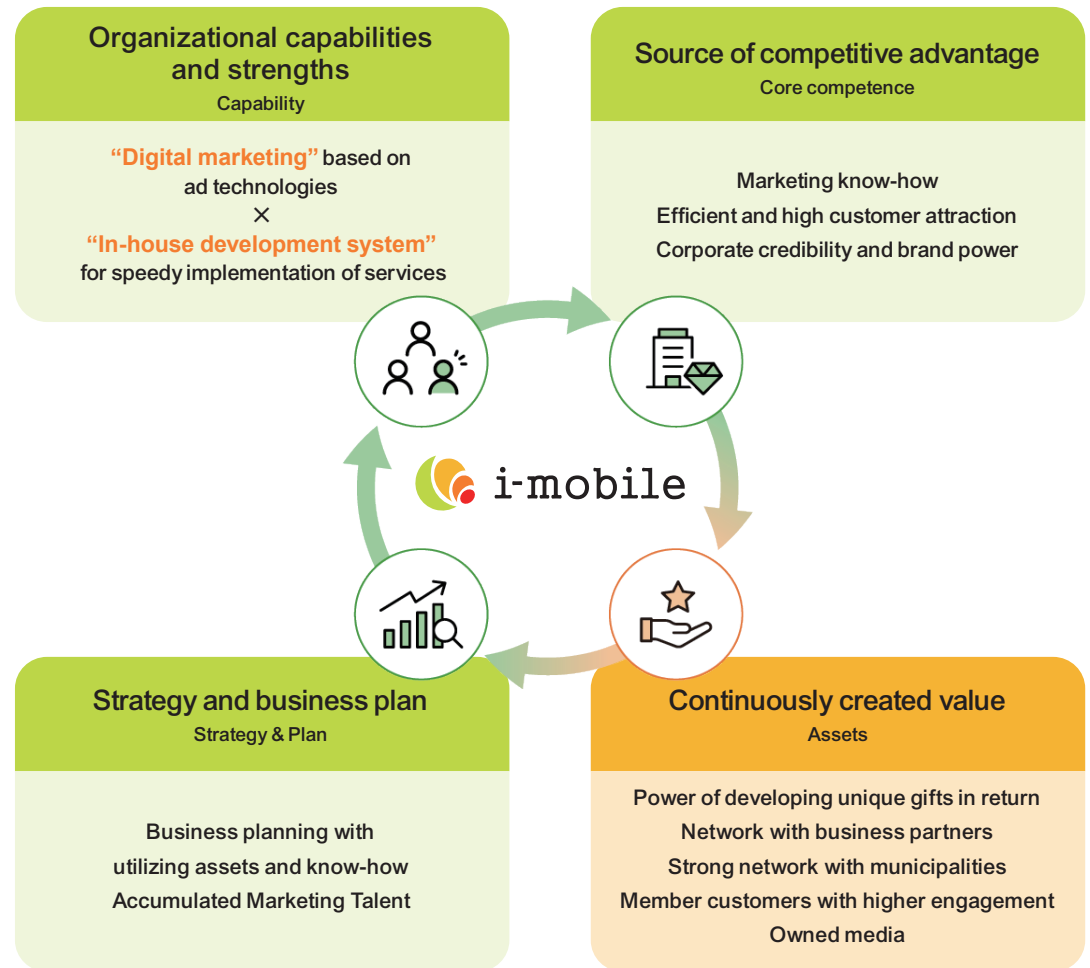 Organizational capabilities
and strengths
Capability
“Digital marketing” based on
ad technologies
×
“In-house development system”
for speedy implementation of services
Source of competitive advantage
Core competence
Marketing know-how
Efficient and high customer attraction
Corporate credibility and brand power
i-mobile
Strategy and business plan
Strategy & Plan
Business planning with
utilizing assets and know-how
Accumulated Marketing Talent
Continuously created value
Assets
Power of developing unique gifts in return
Network with business partners
Strong network with municipalities
Member customers with higher engagement
Owned media